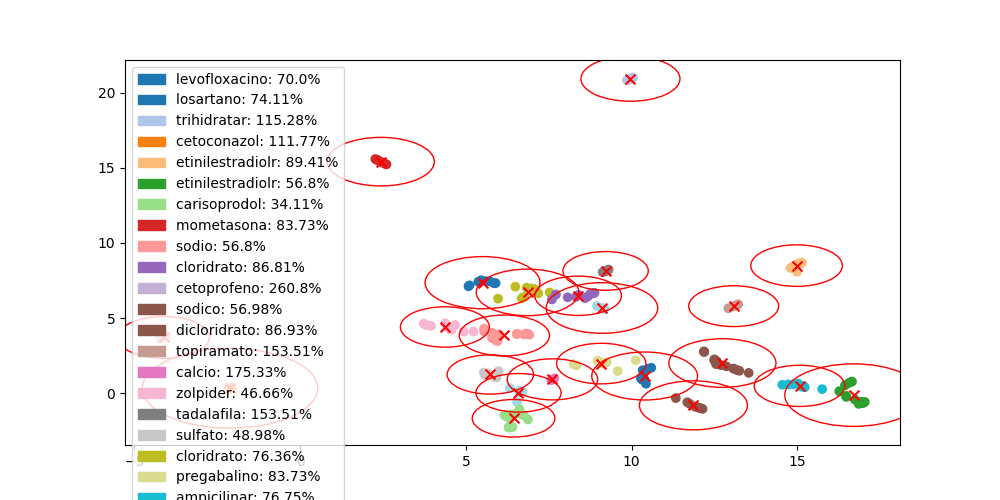 levofloxacino: 70.0%
losartano: 74.11%
trihidratar: 115.28%
cetoconazol: 111.77%
etinilestradiolr: 89.41%
etinilestradiolr: 56.8%
carisoprodol: 34.11%
mometasona: 83.73%
sodio: 56.8%
cloridrato: 86.81%
cetoprofeno: 260.8%
sodico: 56.98%
dicloridrato: 86.93%
topiramato: 153.51%
calcio: 175.33%
zolpider: 46.66%
tadalafila: 153.51%
sulfato: 48.98%
cloridrato: 76.36%
pregabalino: 83.73%
ampicilinar: 76.75%
20
15
10
5
0
−5 0 5 10 15